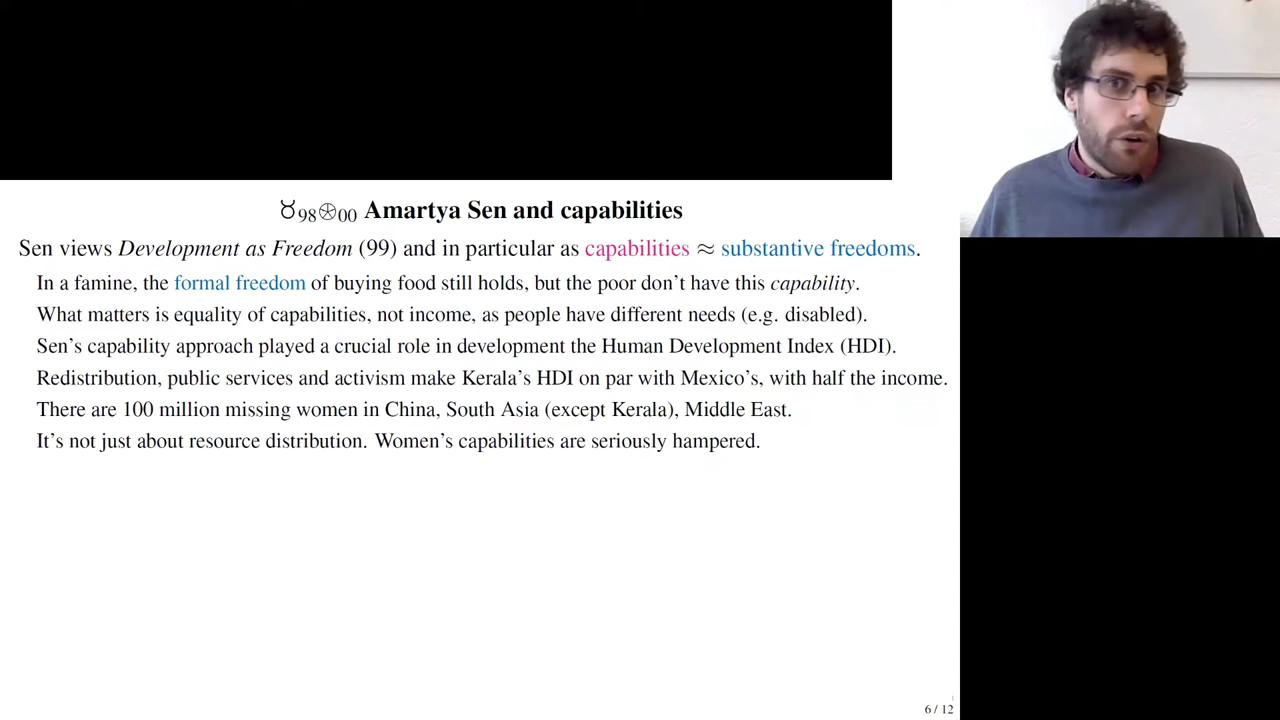 ♉98⊛00 Amartya Sen and capabilities
Sen views Development as Freedom (99) and in particular as capabilities ≈ substantive freedoms.
In a famine, the formal freedom of buying food still holds, but the poor don't have this capability.
What matters is equality of capabilities, not income, as people have different needs (e.g. disabled).
Sen's capability approach played a crucial role in development the Human Development Index (HDI).
Redistribution, public services and activism make Kerala's HDI on par with Mexico's, with half the income.
There are 100 million missing women in China, South Asia (except Kerala), Middle East.
It's not just about resource distribution. Women's capabilities are seriously hampered.
6 / 12